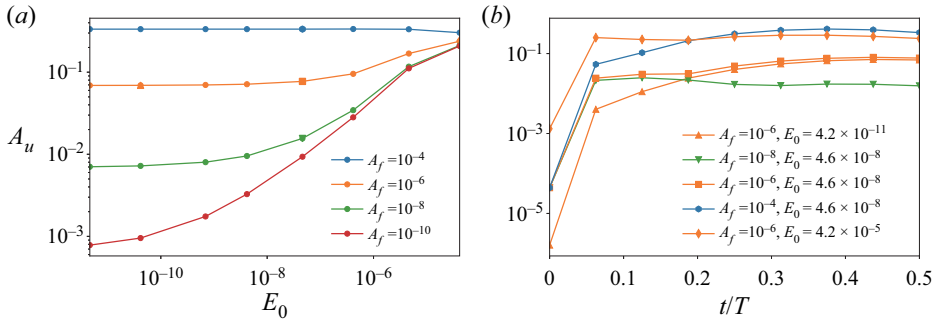 (a)
A_u
10⁻¹
10⁻²
10⁻³
A_f = 10⁻⁴
A_f = 10⁻⁶
A_f = 10⁻⁸
A_f = 10⁻¹⁰
10⁻¹⁰
10⁻⁸
10⁻⁶
E_0
(b)
10⁻¹
10⁻³
10⁻⁵
A_f = 10⁻⁶, E_0 = 4.2 × 10⁻¹¹
A_f = 10⁻⁸, E_0 = 4.6 × 10⁻⁸
A_f = 10⁻⁶, E_0 = 4.6 × 10⁻⁸
A_f = 10⁻⁴, E_0 = 4.6 × 10⁻⁸
A_f = 10⁻⁶, E_0 = 4.2 × 10⁻⁵
0
0.1
0.2
0.3
0.4
0.5
t/T